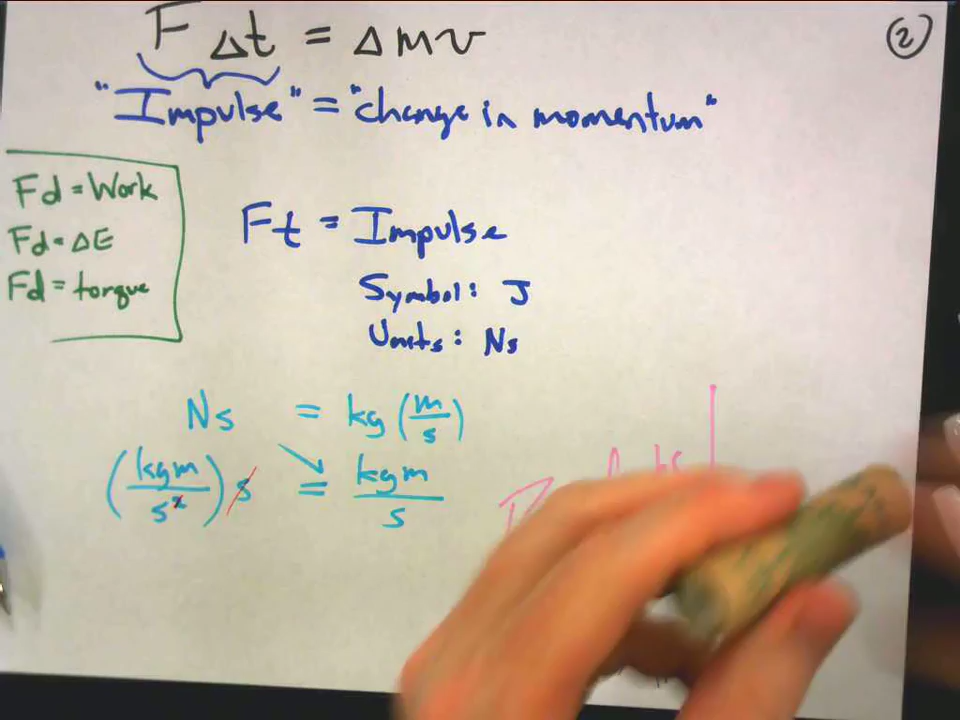 F Δt = Δmv
②
"Impulse" = "change in momentum"
Fd = Work
Fd = ΔE
Fd = torque
Ft = Impulse
Symbol: J
Units: Ns
Ns = kg (m/s)
(kgm/s²)s = kgm/s